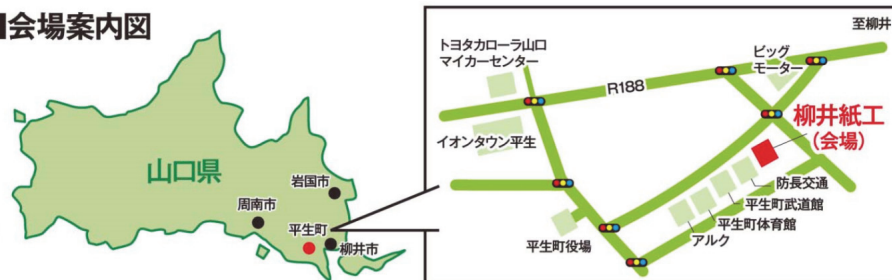 会場案内図
山口県
岩国市
周南市
平生町
柳井市
至柳井
トヨタカローラ山口
マイカーセンター
ビッグ
モーター
R188
イオンタウン平生
柳井紙工
(会場)
防長交通
平生町武道館
平生町体育館
アルク
平生町役場